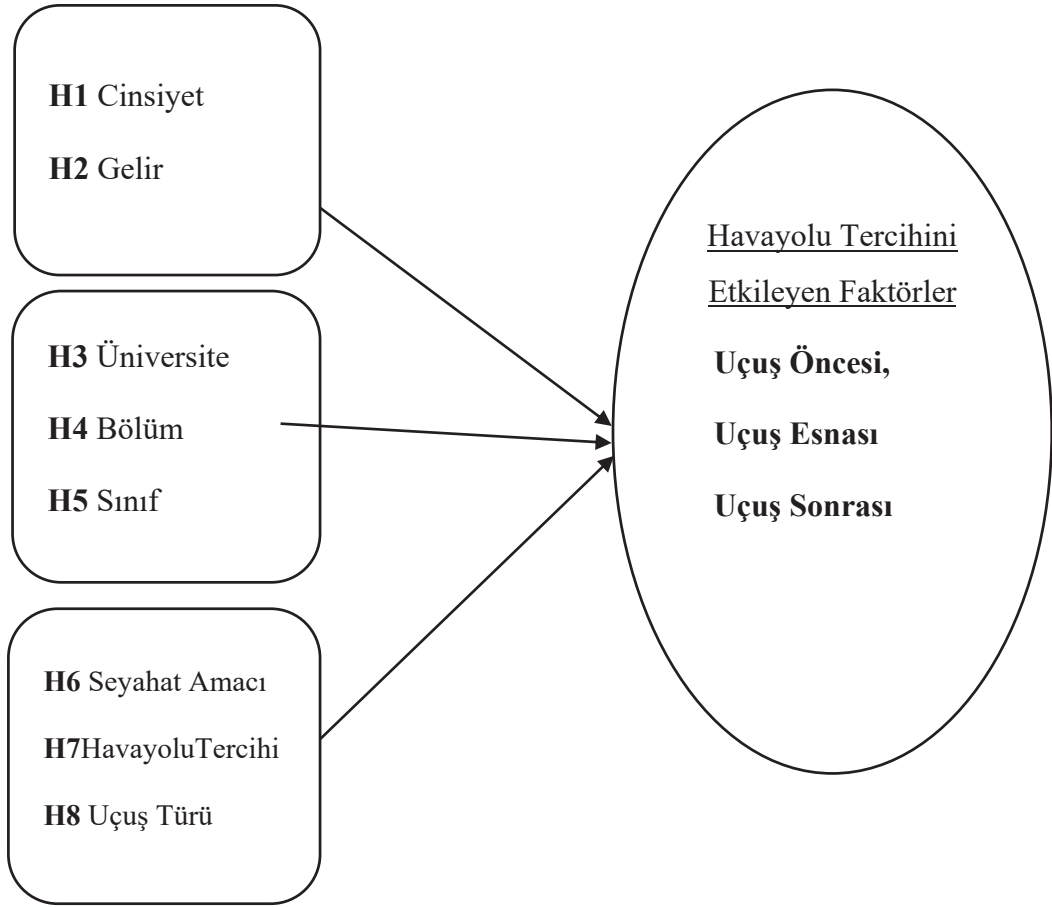 H1 Cinsiyet
H2 Gelir
H3 Üniversite
H4 Bölüm
H5 Sınıf
H6 Seyahat Amacı
H7HavayoluTercihi
H8 Uçuş Türü
Havayolu Tercihini
Etkileyen Faktörler
Uçuş Öncesi,
Uçuş Esnası
Uçuş Sonrası